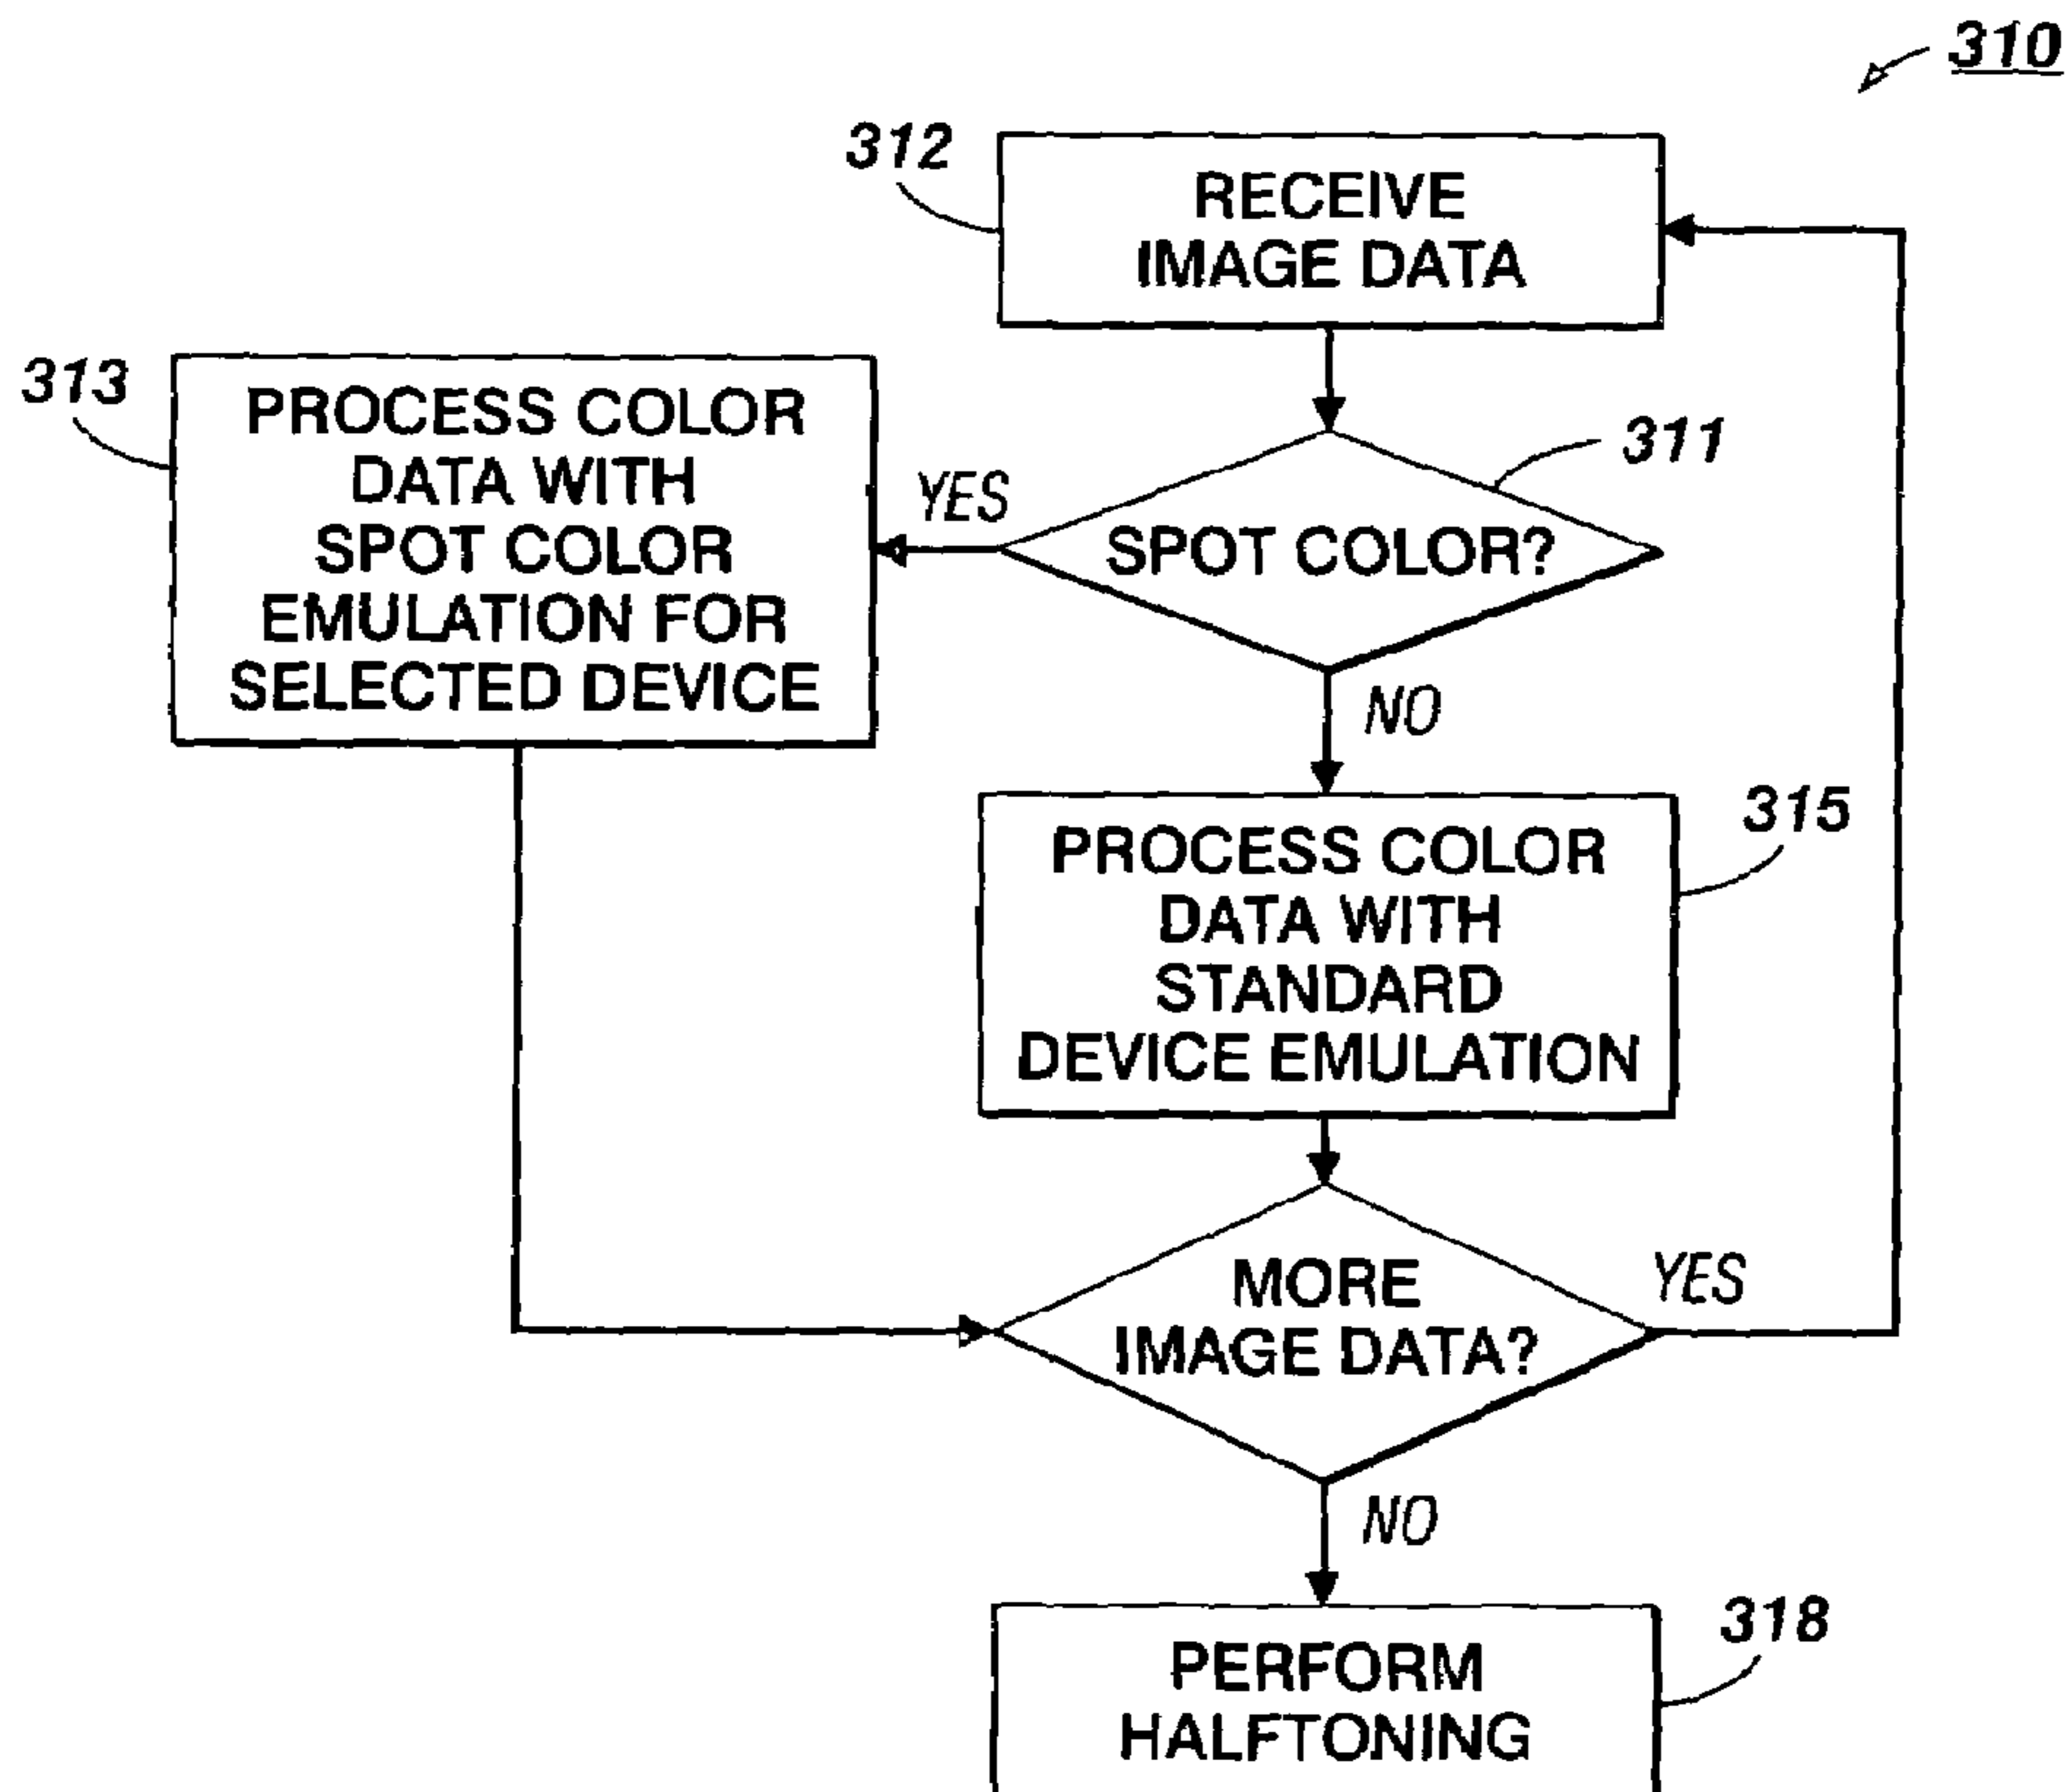 310
312
RECEIVE
IMAGE DATA
313
PROCESS COLOR
DATA WITH
SPOT COLOR
EMULATION FOR
SELECTED DEVICE
YES
311
SPOT COLOR?
NO
315
PROCESS COLOR
DATA WITH
STANDARD
DEVICE EMULATION
MORE
IMAGE DATA?
YES
NO
318
PERFORM
HALFTONING